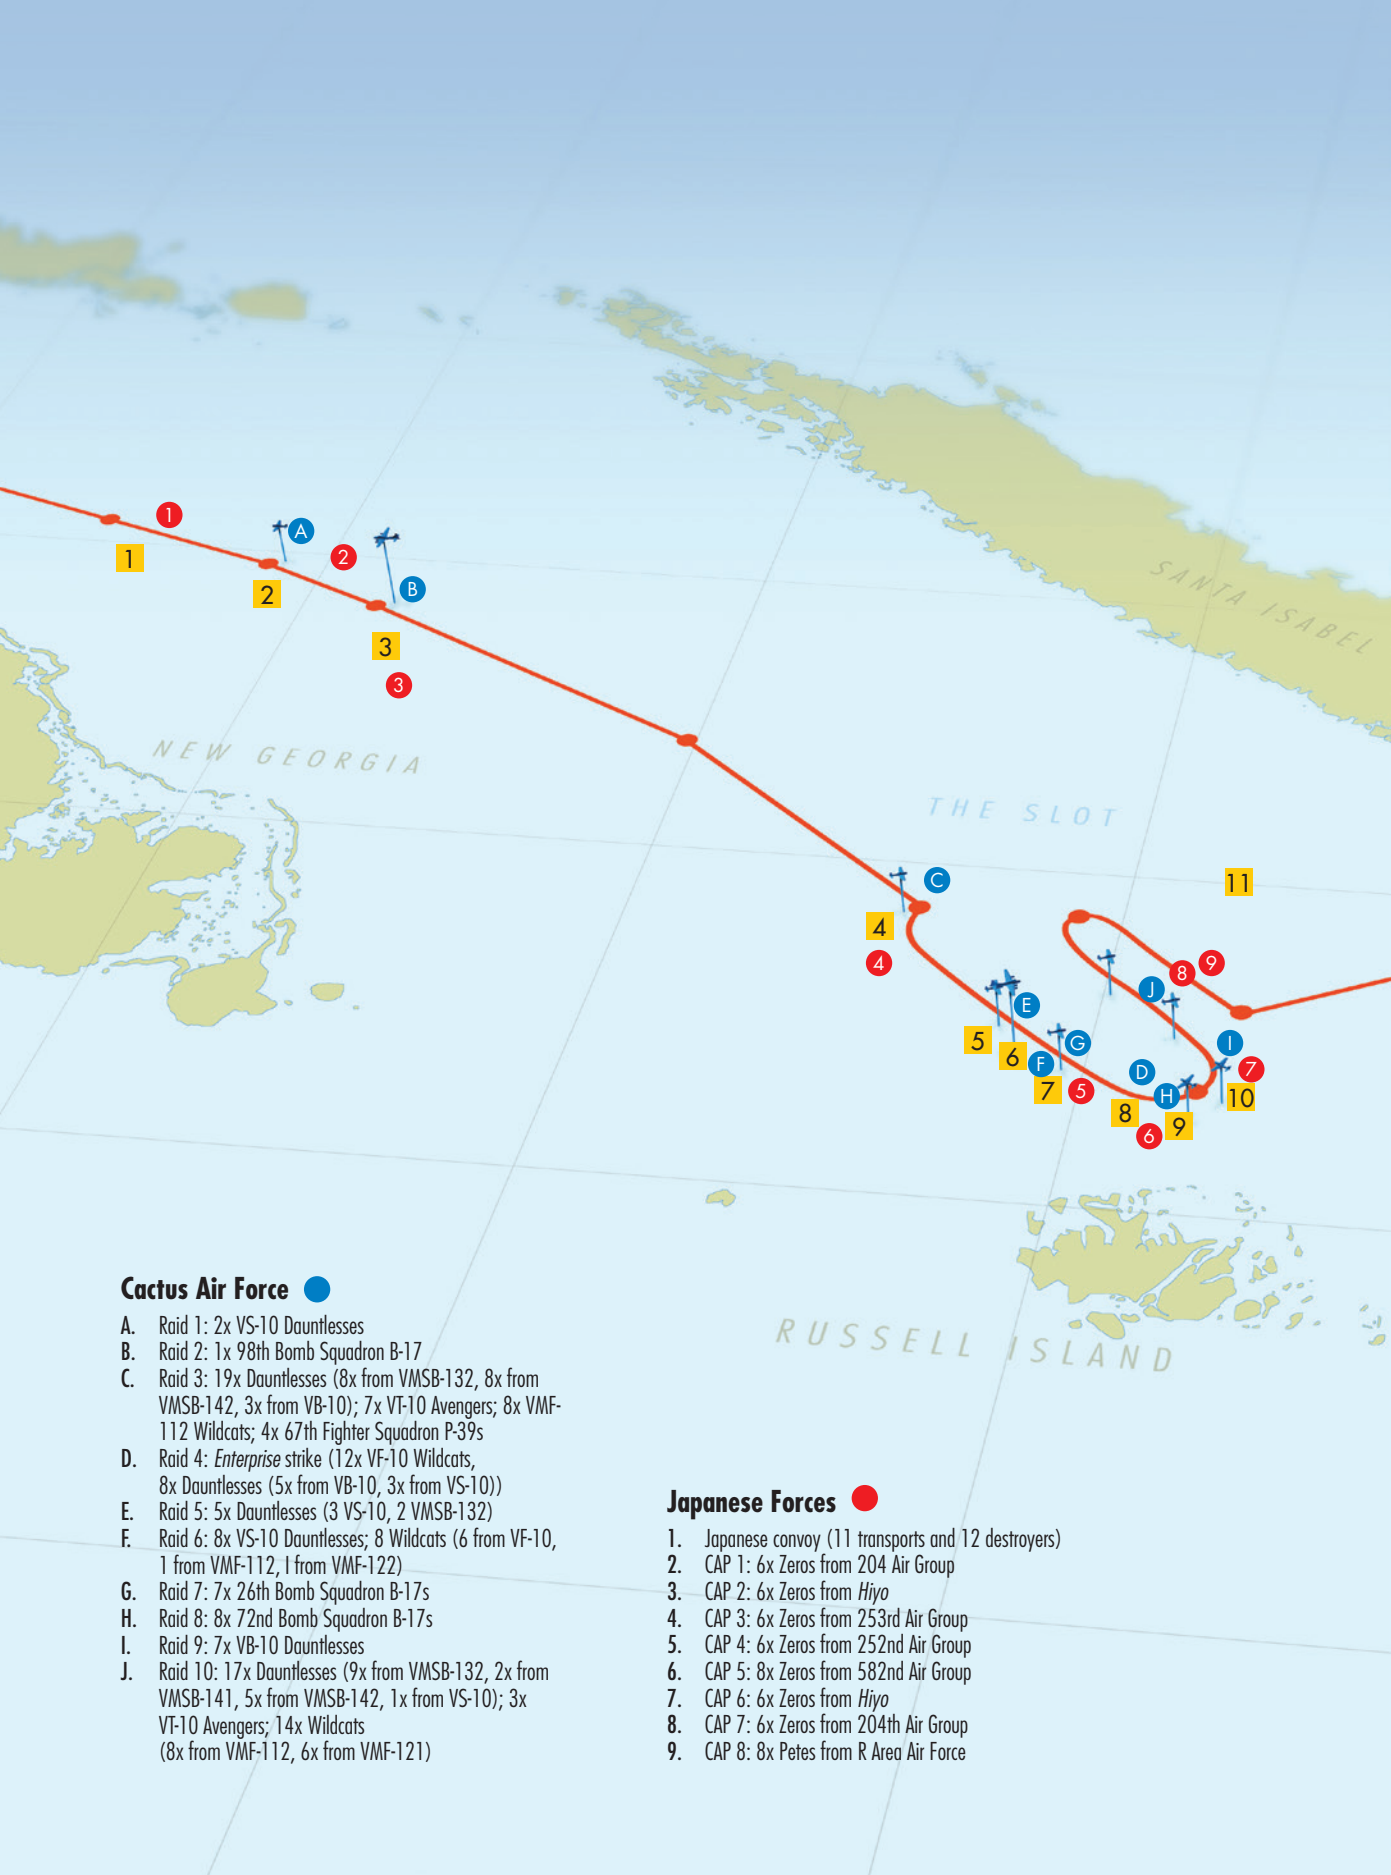 1
A
2
B
1
2
3
3
SANTA ISABEL
NEW GEORGIA
THE SLOT
C
11
4
4
9
8
J
E
5
G
I
6
F
D
7
7
5
H
10
8
9
6
RUSSELL ISLAND
Cactus Air Force
A. Raid 1: 2x VS-10 Dauntlesses
B. Raid 2: 1x 98th Bomb Squadron B-17
C. Raid 3: 19x Dauntlesses (8x from VMSB-132, 8x from
VMSB-142, 3x from VB-10); 7x VT-10 Avengers; 8x VMF-
112 Wildcats; 4x 67th Fighter Squadron P-39s
D. Raid 4: Enterprise strike (12x VF-10 Wildcats,
8x Dauntlesses (5x from VB-10, 3x from VS-10))
E. Raid 5: 5x Dauntlesses (3 VS-10, 2 VMSB-132)
F. Raid 6: 8x VS-10 Dauntlesses; 8 Wildcats (6 from VF-10,
1 from VMF-112, I from VMF-122)
G. Raid 7: 7x 26th Bomb Squadron B-17s
H. Raid 8: 8x 72nd Bomb Squadron B-17s
I. Raid 9: 7x VB-10 Dauntlesses
J. Raid 10: 17x Dauntlesses (9x from VMSB-132, 2x from
VMSB-141, 5x from VMSB-142, 1x from VS-10); 3x
VT-10 Avengers; 14x Wildcats
(8x from VMF-112, 6x from VMF-121)
Japanese Forces
1. Japanese convoy (11 transports and 12 destroyers)
2. CAP 1: 6x Zeros from 204 Air Group
3. CAP 2: 6x Zeros from Hiyo
4. CAP 3: 6x Zeros from 253rd Air Group
5. CAP 4: 6x Zeros from 252nd Air Group
6. CAP 5: 8x Zeros from 582nd Air Group
7. CAP 6: 6x Zeros from Hiyo
8. CAP 7: 6x Zeros from 204th Air Group
9. CAP 8: 8x Petes from R Area Air Force